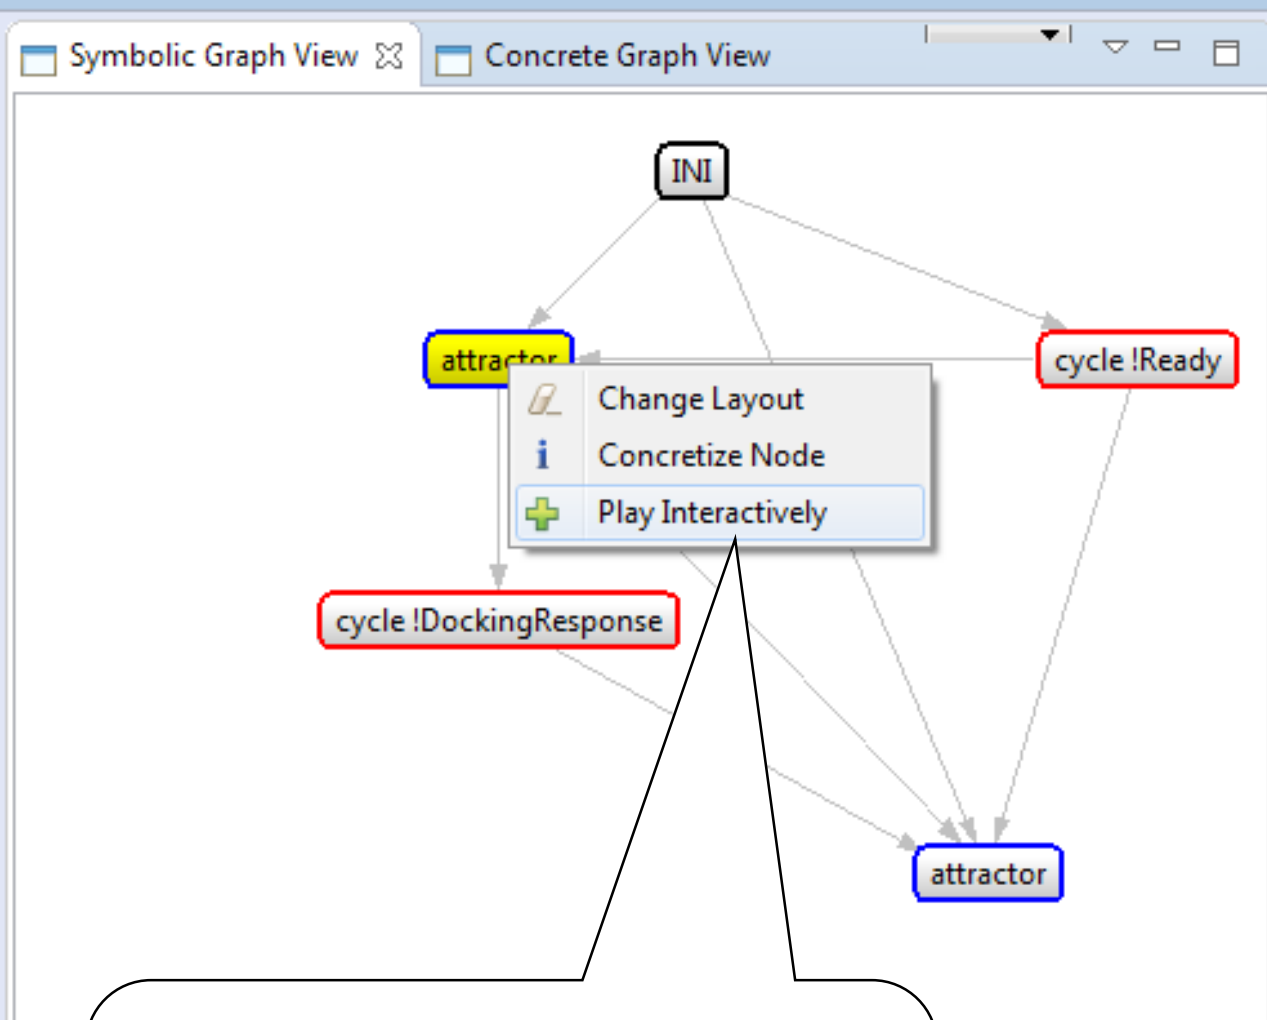 Symbolic Graph View
Concrete Graph View
INI
attractor
cycle !Ready
Change Layout
Concretize Node
Play Interactively
cycle !DockingResponse
attractor